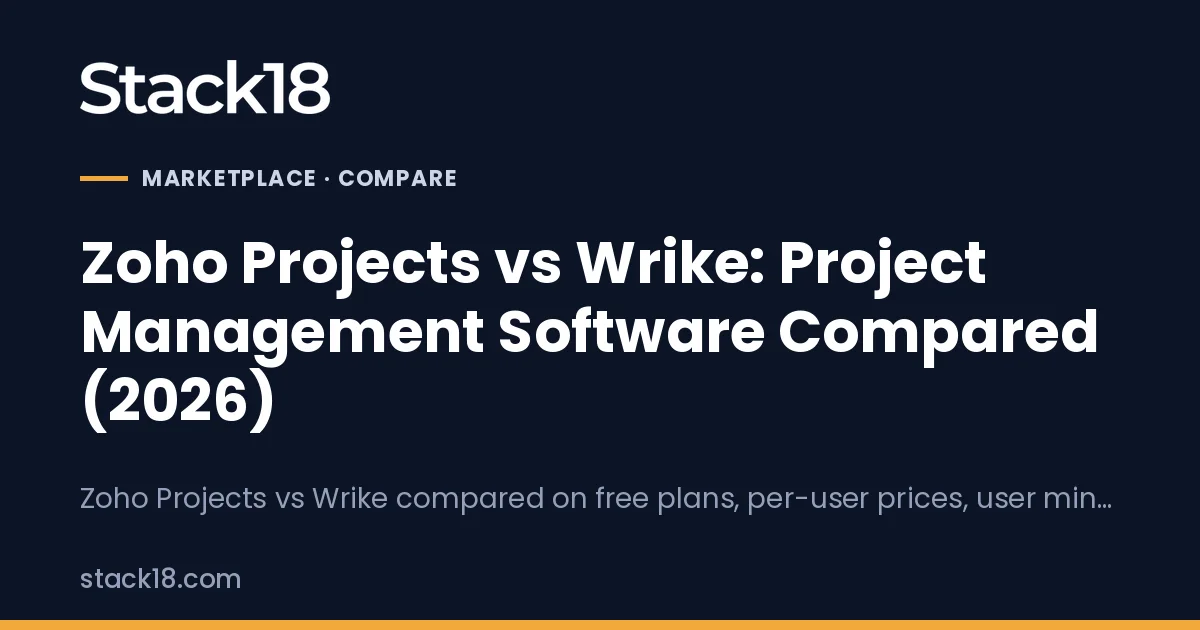 Stack18
MARKETPLACE · COMPARE
Zoho Projects vs Wrike: Project
Management Software Compared
(2026)
Zoho Projects vs Wrike compared on free plans, per-user prices, user min...
stack18.com